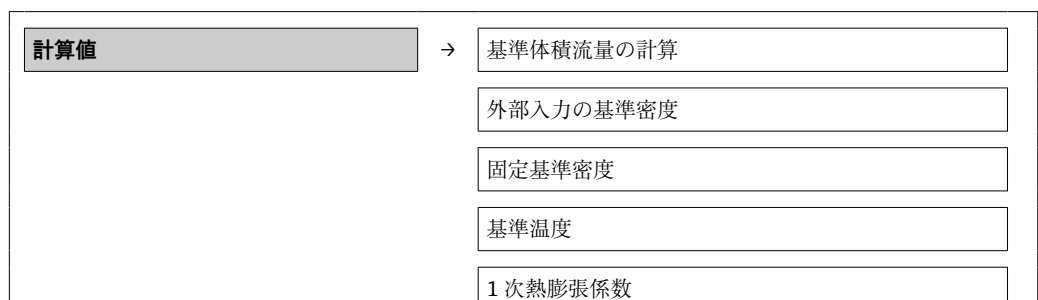 計算値 → 基準体積流量の計算
外部入力の基準密度
固定基準密度
基準温度
1 次熱膨張係数